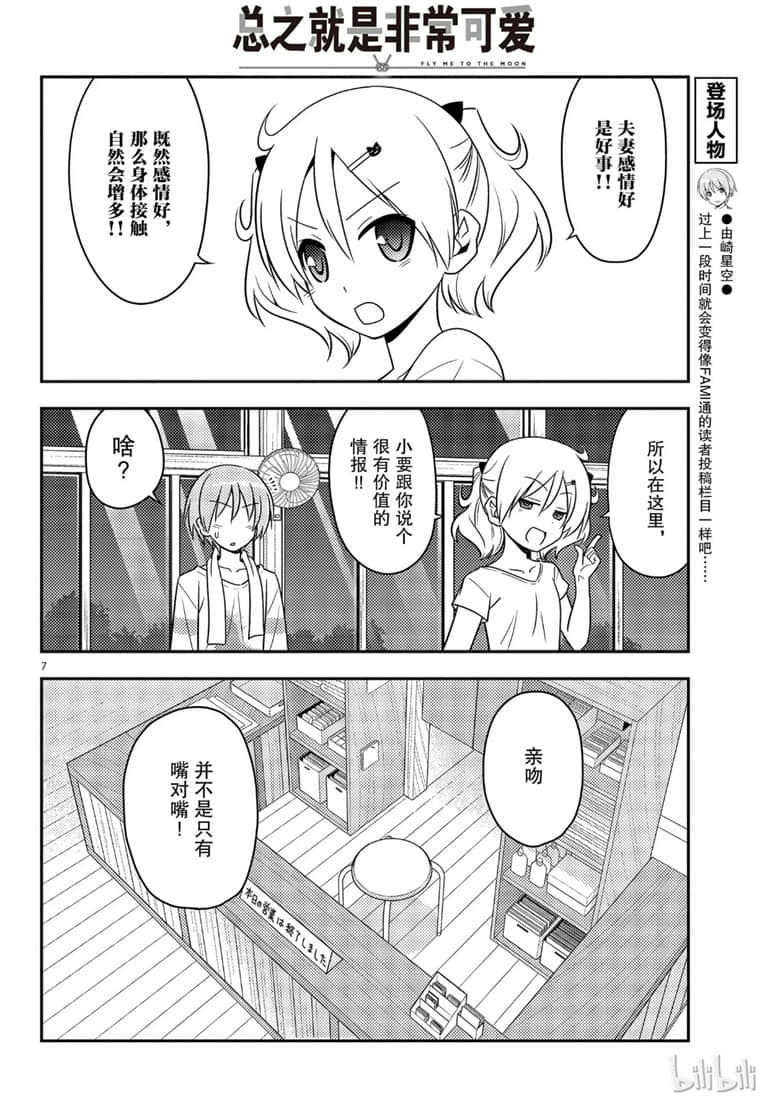 总之就是非常可爱
FLY ME TO THE MOON
登场人物
●由崎星空●
过上一段时间就会变得像FAMI通的读者投稿栏目一样吧……
夫妻感情好
是好事!!
既然感情好，
那么身体接触
自然会增多!!
所以在这里，
小要跟你说个
很有价值的
情报!!
啥？
7
亲吻
并不是只有
嘴对嘴！
本日の営業は終了しました
bilibili